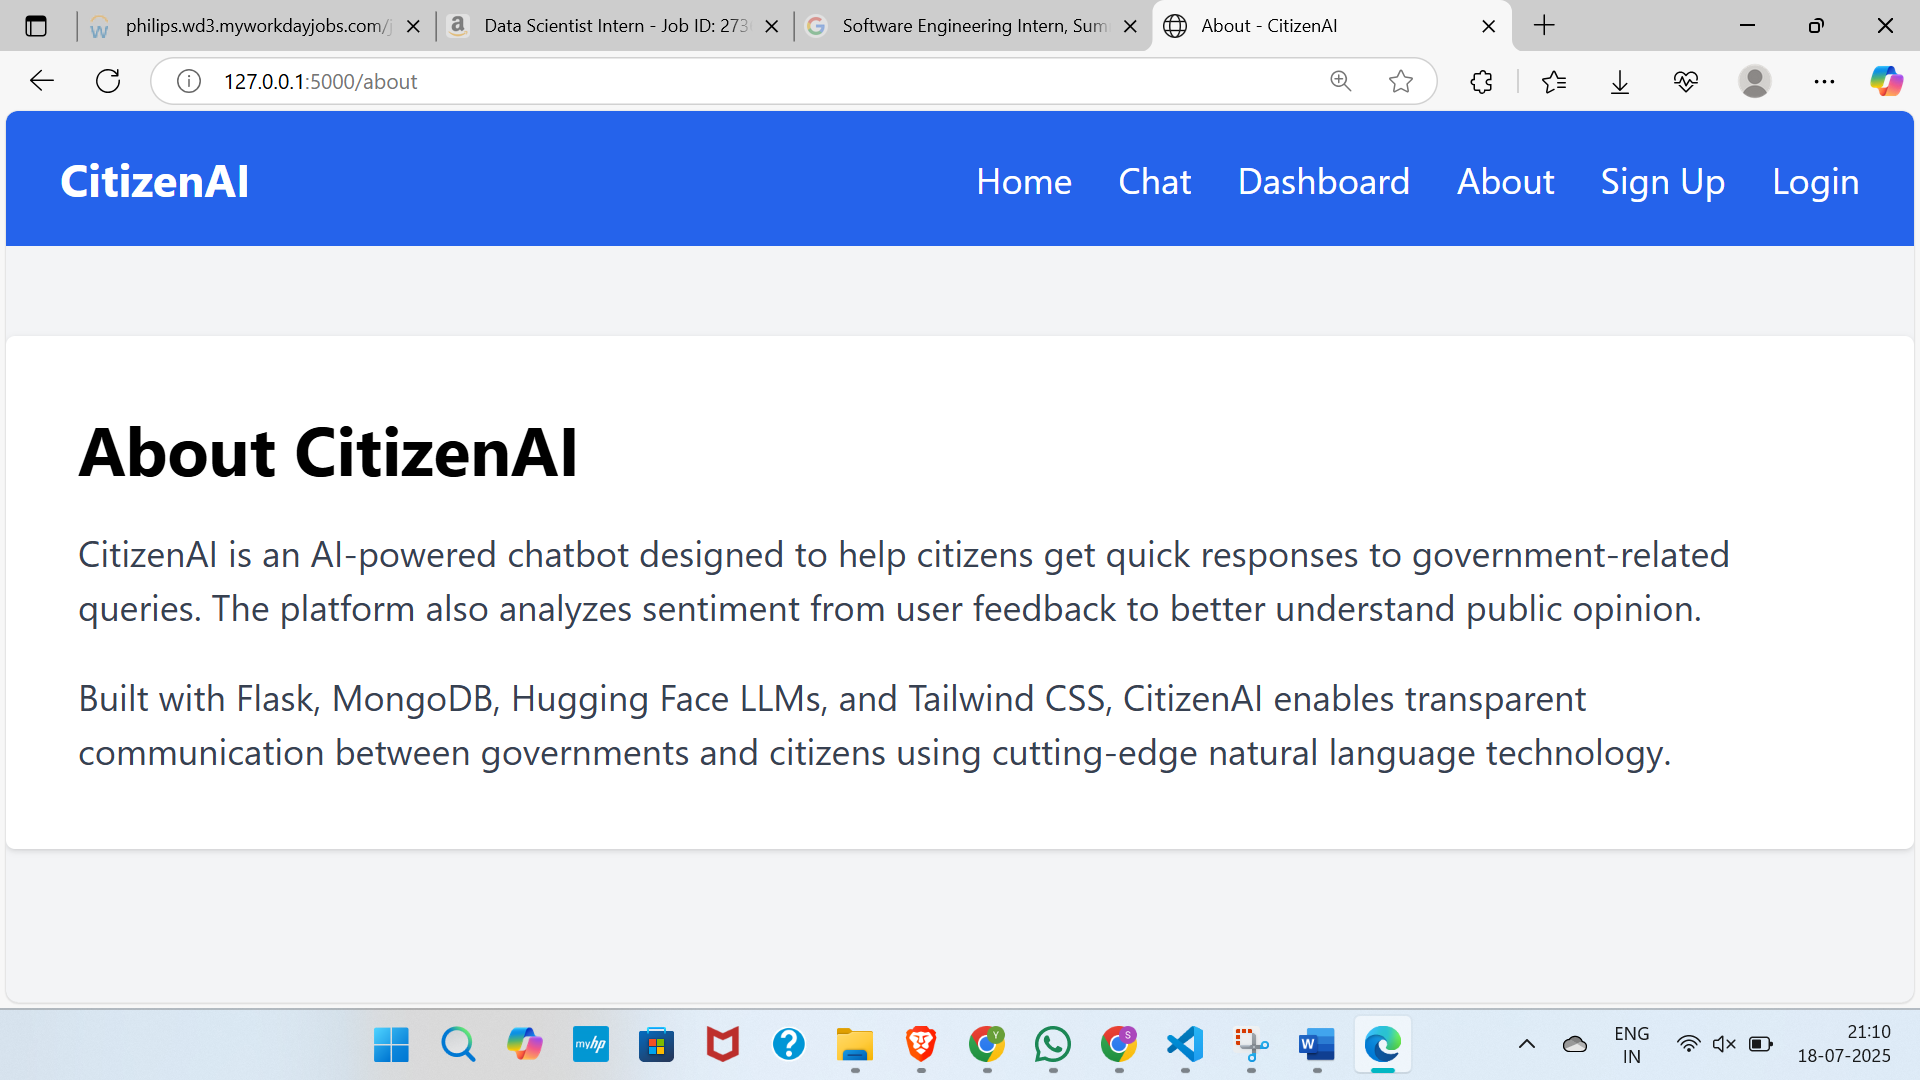 philips.wd3.myworkdayjobs.com/j
Data Scientist Intern - Job ID: 273
Software Engineering Intern, Sum
About - CitizenAI
127.0.0.1:5000/about
CitizenAI
Home
Chat
Dashboard
About
Sign Up
Login
About CitizenAI
CitizenAI is an AI-powered chatbot designed to help citizens get quick responses to government-related
queries. The platform also analyzes sentiment from user feedback to better understand public opinion.
Built with Flask, MongoDB, Hugging Face LLMs, and Tailwind CSS, CitizenAI enables transparent
communication between governments and citizens using cutting-edge natural language technology.
myhp
Y
S
W
ENG
IN
21:10
18-07-2025